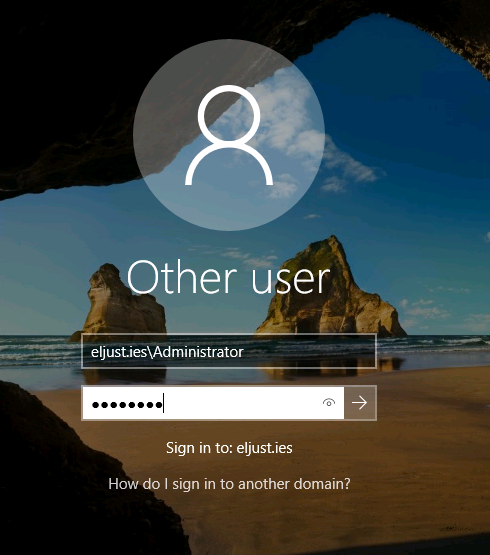 Other user
eljust.ies\Administrator
●●●●●●●●
Sign in to: eljust.ies
How do I sign in to another domain?